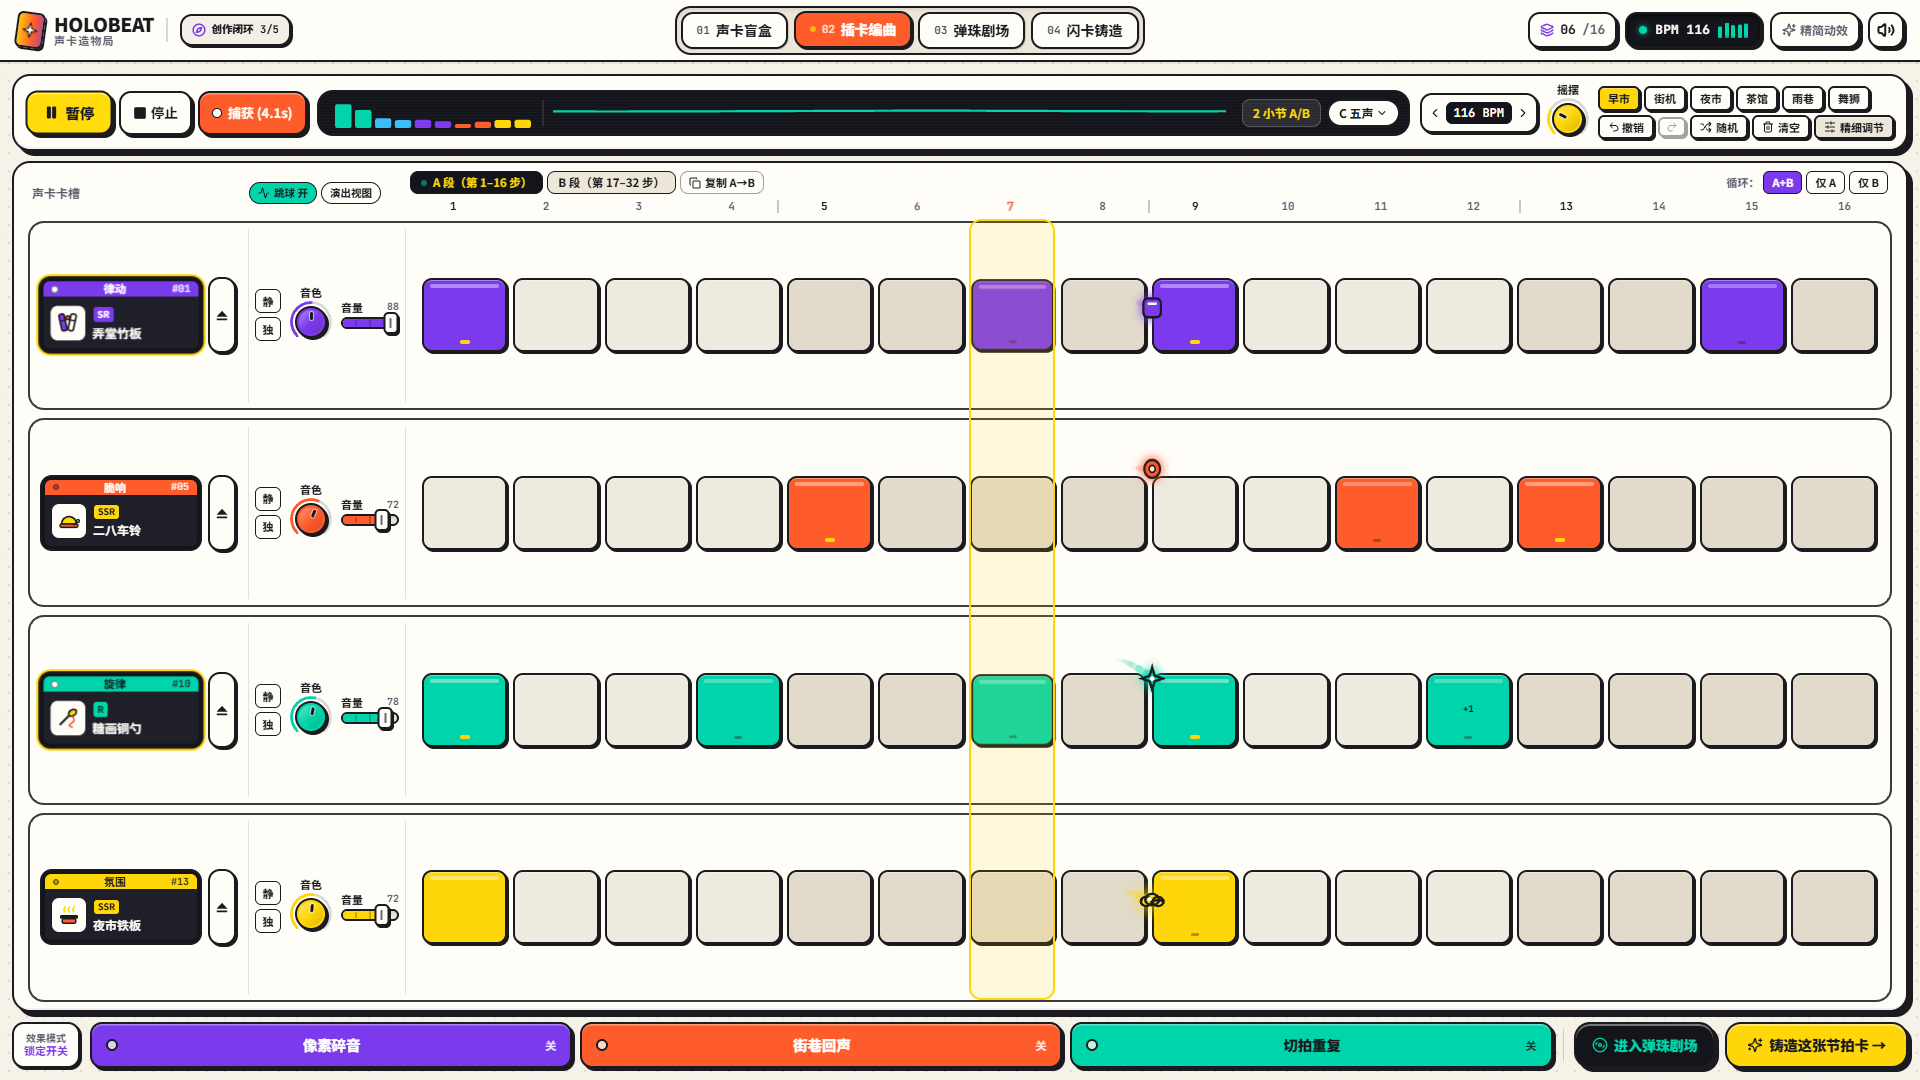 HOLOBEAT
声卡造物局
创作闭环 3/5
01 声卡盲盒
02 插卡编曲
03 弹珠剧场
04 闪卡铸造
06 /16
BPM 116
精简动效
暂停
停止
捕获 (4.1s)
2 小节 A/B
C 五声
116 BPM
摇摆
早市
街机
夜市
茶馆
雨巷
舞狮
撤销
随机
清空
精细调节
声卡卡槽
跳球 开
演出视图
A 段（第 1–16 步）
B 段（第 17–32 步）
复制 A→B
循环：
A+B
仅 A
仅 B
1 2 3 4 5 6 7 8 9 10 11 12 13 14 15 16
律动 #01
SR
弄堂竹板
静
独
音色
音量 88
脆响 #05
SSR
二八车铃
静
独
音色
音量 72
旋律 #10
R
糖画铜勺
静
独
音色
音量 78
+1
氛围 #13
SSR
夜市铁板
静
独
音色
音量 72
效果模式
锁定开关
像素碎音 关
街巷回声 关
切拍重复 关
进入弹珠剧场
铸造这张节拍卡 →